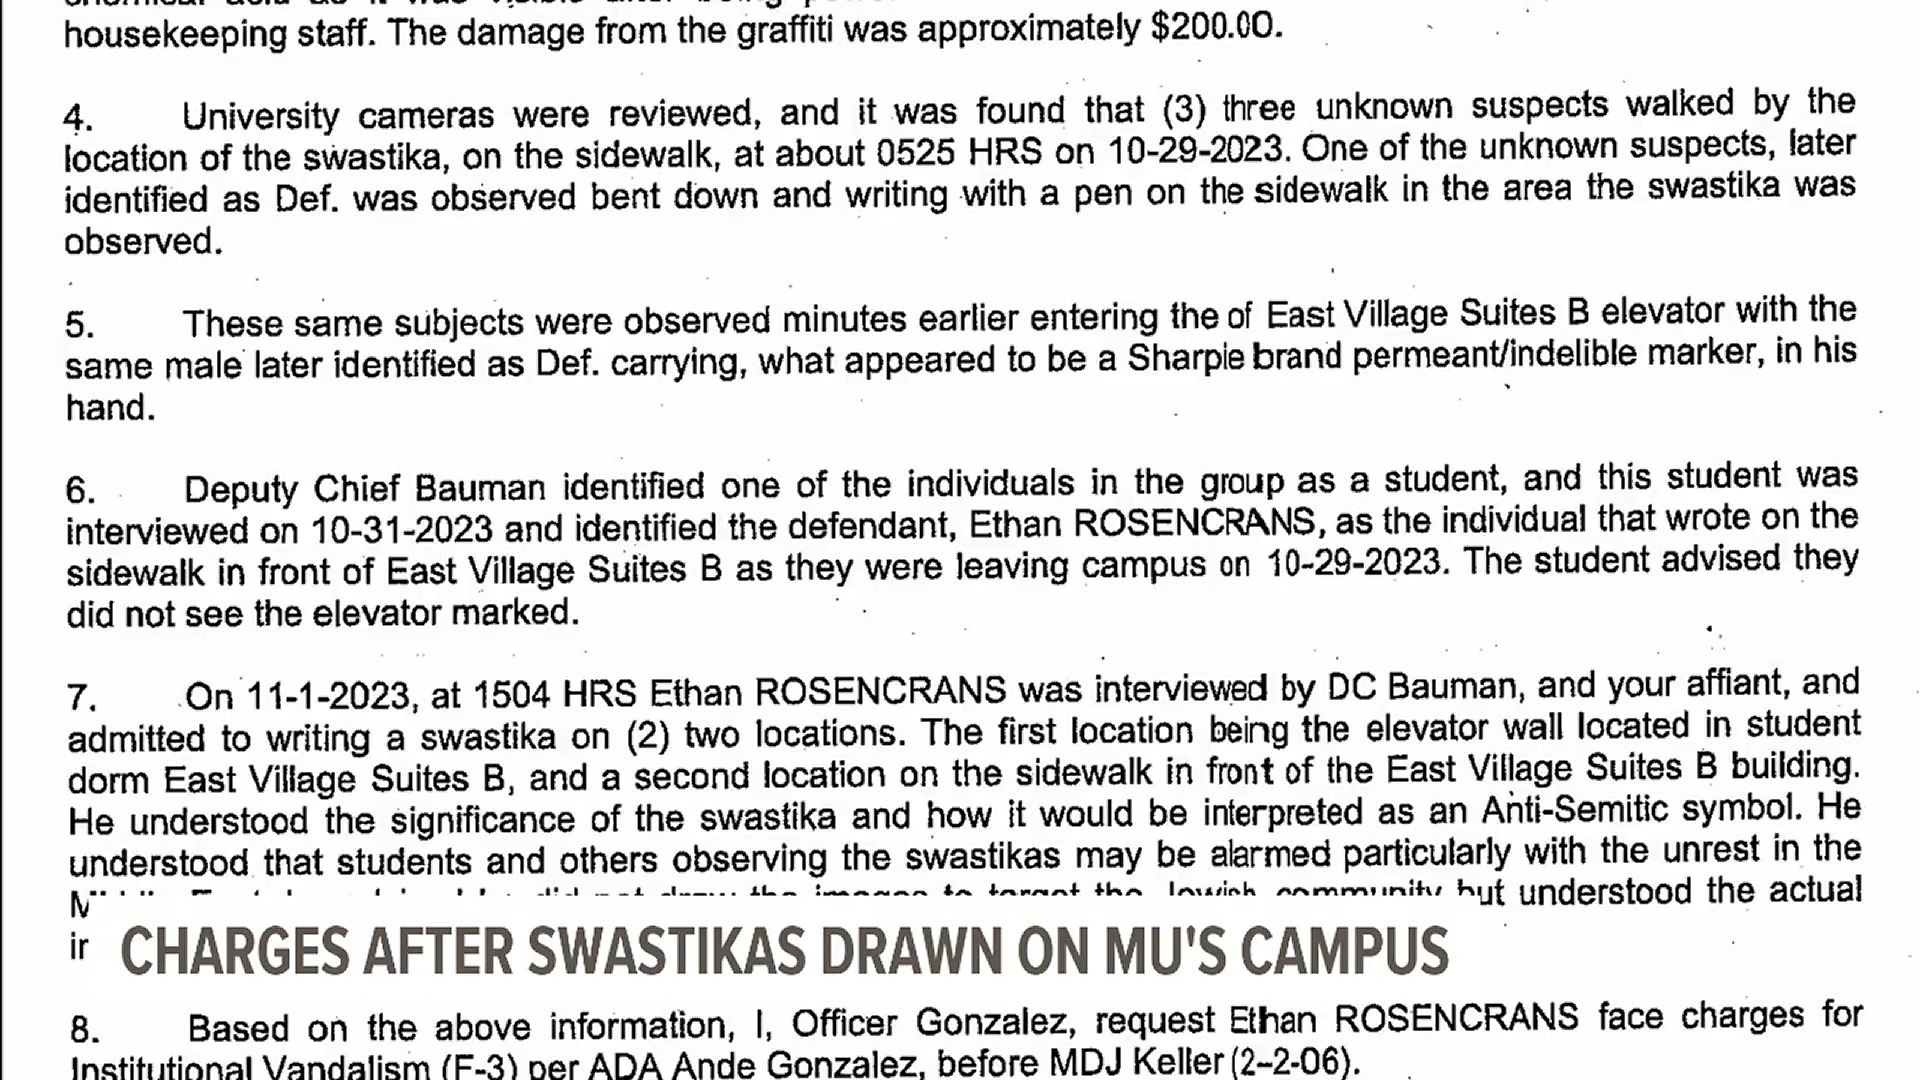 housekeeping staff. The damage from the graffiti was approximately $200.00.
4. University cameras were reviewed, and it was found that (3) three unknown suspects walked by the
location of the swastika, on the sidewalk, at about 0525 HRS on 10-29-2023. One of the unknown suspects, later
identified as Def. was observed bent down and writing with a pen on the sidewalk in the area the swastika was
observed.
5. These same subjects were observed minutes earlier entering the of East Village Suites B elevator with the
same male later identified as Def. carrying, what appeared to be a Sharpie brand permeant/indelible marker, in his
hand.
6. Deputy Chief Bauman identified one of the individuals in the group as a student, and this student was
interviewed on 10-31-2023 and identified the defendant, Ethan ROSENCRANS, as the individual that wrote on the
sidewalk in front of East Village Suites B as they were leaving campus on 10-29-2023. The student advised they
did not see the elevator marked.
7. On 11-1-2023, at 1504 HRS Ethan ROSENCRANS was interviewed by DC Bauman, and your affiant, and
admitted to writing a swastika on (2) two locations. The first location being the elevator wall located in student
dorm East Village Suites B, and a second location on the sidewalk in front of the East Village Suites B building.
He understood the significance of the swastika and how it would be interpreted as an Anti-Semitic symbol. He
understood that students and others observing the swastikas may be alarmed particularly with the unrest in the
did not draw the images to target the Jewish community but understood the actual
CHARGES AFTER SWASTIKAS DRAWN ON MU'S CAMPUS
8. Based on the above information, I, Officer Gonzalez, request Ethan ROSENCRANS face charges for
Institutional Vandalism (F-3) per ADA Ande Gonzalez, before MDJ Keller (2-2-06).